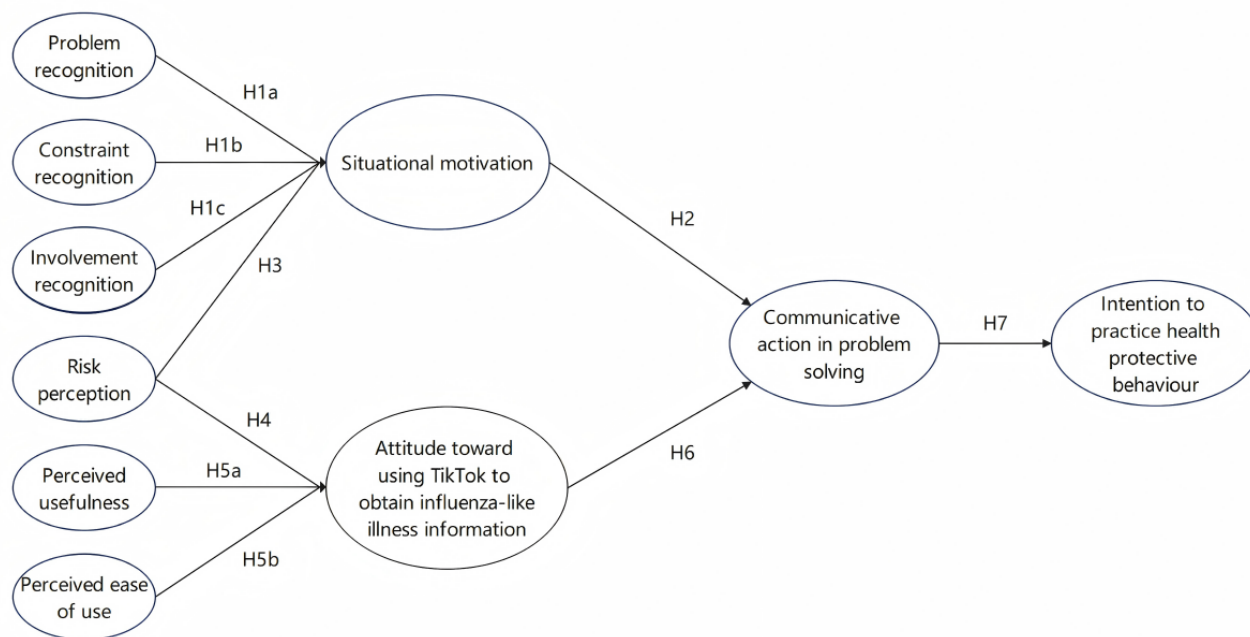 Problem
recognition
H1a
Constraint
recognition
H1b
Situational motivation
H1c
Involvement
recognition
H2
H3
Risk
perception
Communicative
action in problem
solving
H7
Intention to
practice health
protective
behaviour
H4
Perceived
usefulness
H5a
Attitude toward
using TikTok to
obtain influenza-like
illness information
H6
H5b
Perceived ease
of use